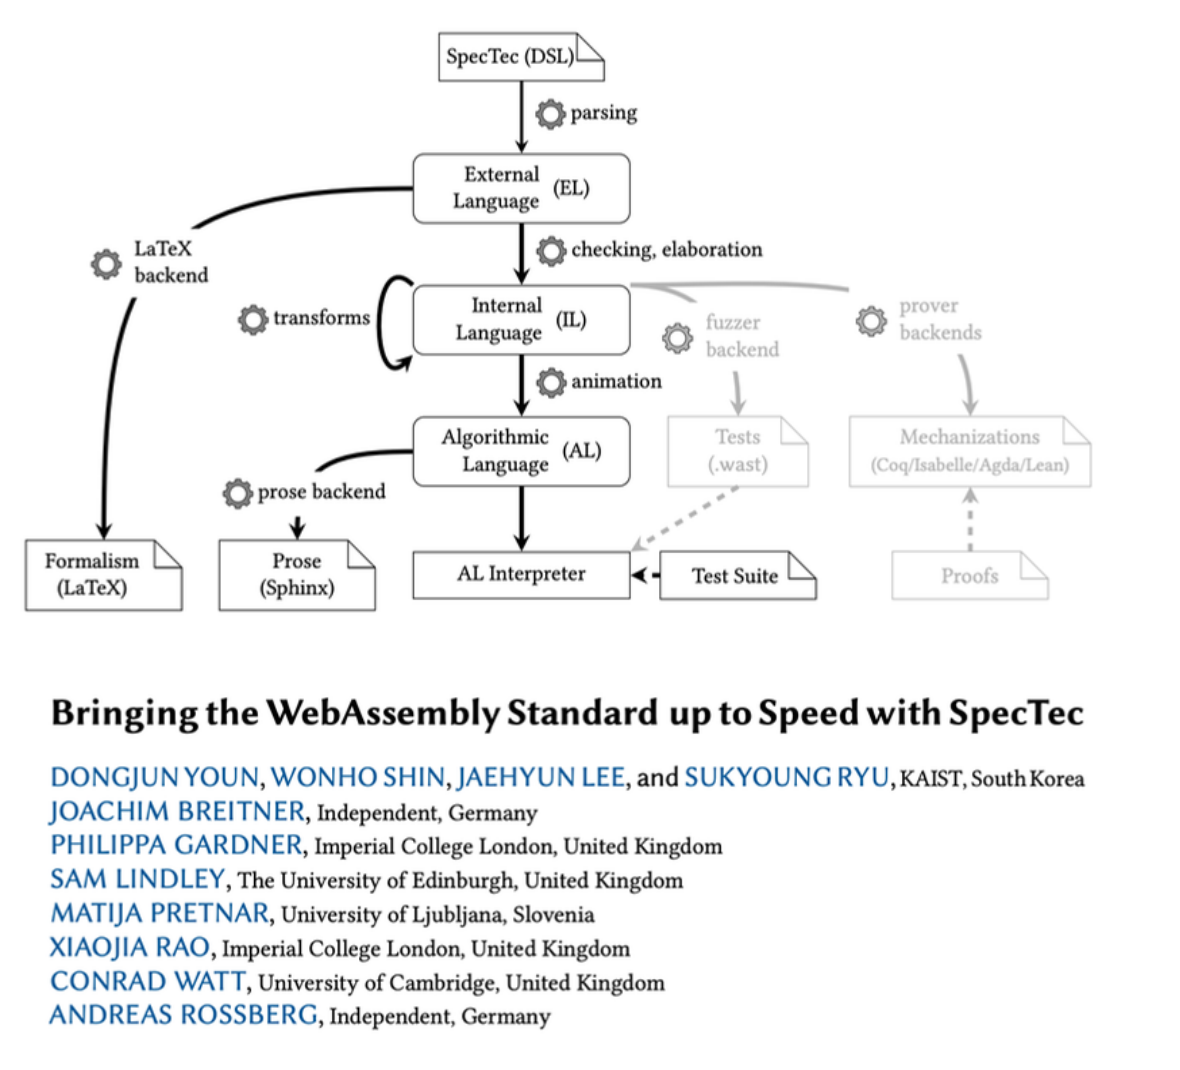 SpecTec (DSL)
parsing
External
Language
(EL)
LaTeX
backend
checking, elaboration
transforms
Internal
Language
(IL)
fuzzer
backend
prover
backends
animation
Algorithmic
Language
(AL)
Tests
(.wast)
Mechanizations
(Coq/Isabelle/Agda/Lean)
prose backend
Formalism
(LaTeX)
Prose
(Sphinx)
AL Interpreter
Test Suite
Proofs
Bringing the WebAssembly Standard up to Speed with SpecTec
DONGJUN YOUN, WONHO SHIN, JAEHYUN LEE, and SUKYOUNG RYU, KAIST, South Korea
JOACHIM BREITNER, Independent, Germany
PHILIPPA GARDNER, Imperial College London, United Kingdom
SAM LINDLEY, The University of Edinburgh, United Kingdom
MATIJA PRETNAR, University of Ljubljana, Slovenia
XIAOJIA RAO, Imperial College London, United Kingdom
CONRAD WATT, University of Cambridge, United Kingdom
ANDREAS ROSSBERG, Independent, Germany